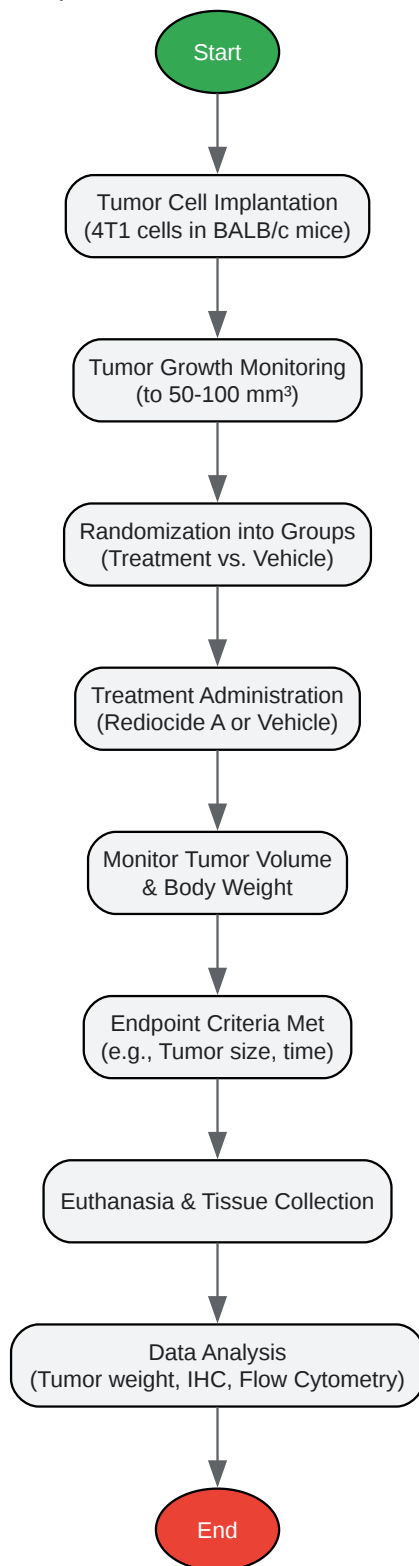 Start
Tumor Cell Implantation
(4T1 cells in BALB/c mice)
Tumor Growth Monitoring
(to 50-100 mm³)
Randomization into Groups
(Treatment vs. Vehicle)
Treatment Administration
(Rediocide A or Vehicle)
Monitor Tumor Volume
& Body Weight
Endpoint Criteria Met
(e.g., Tumor size, time)
Euthanasia & Tissue Collection
Data Analysis
(Tumor weight, IHC, Flow Cytometry)
End